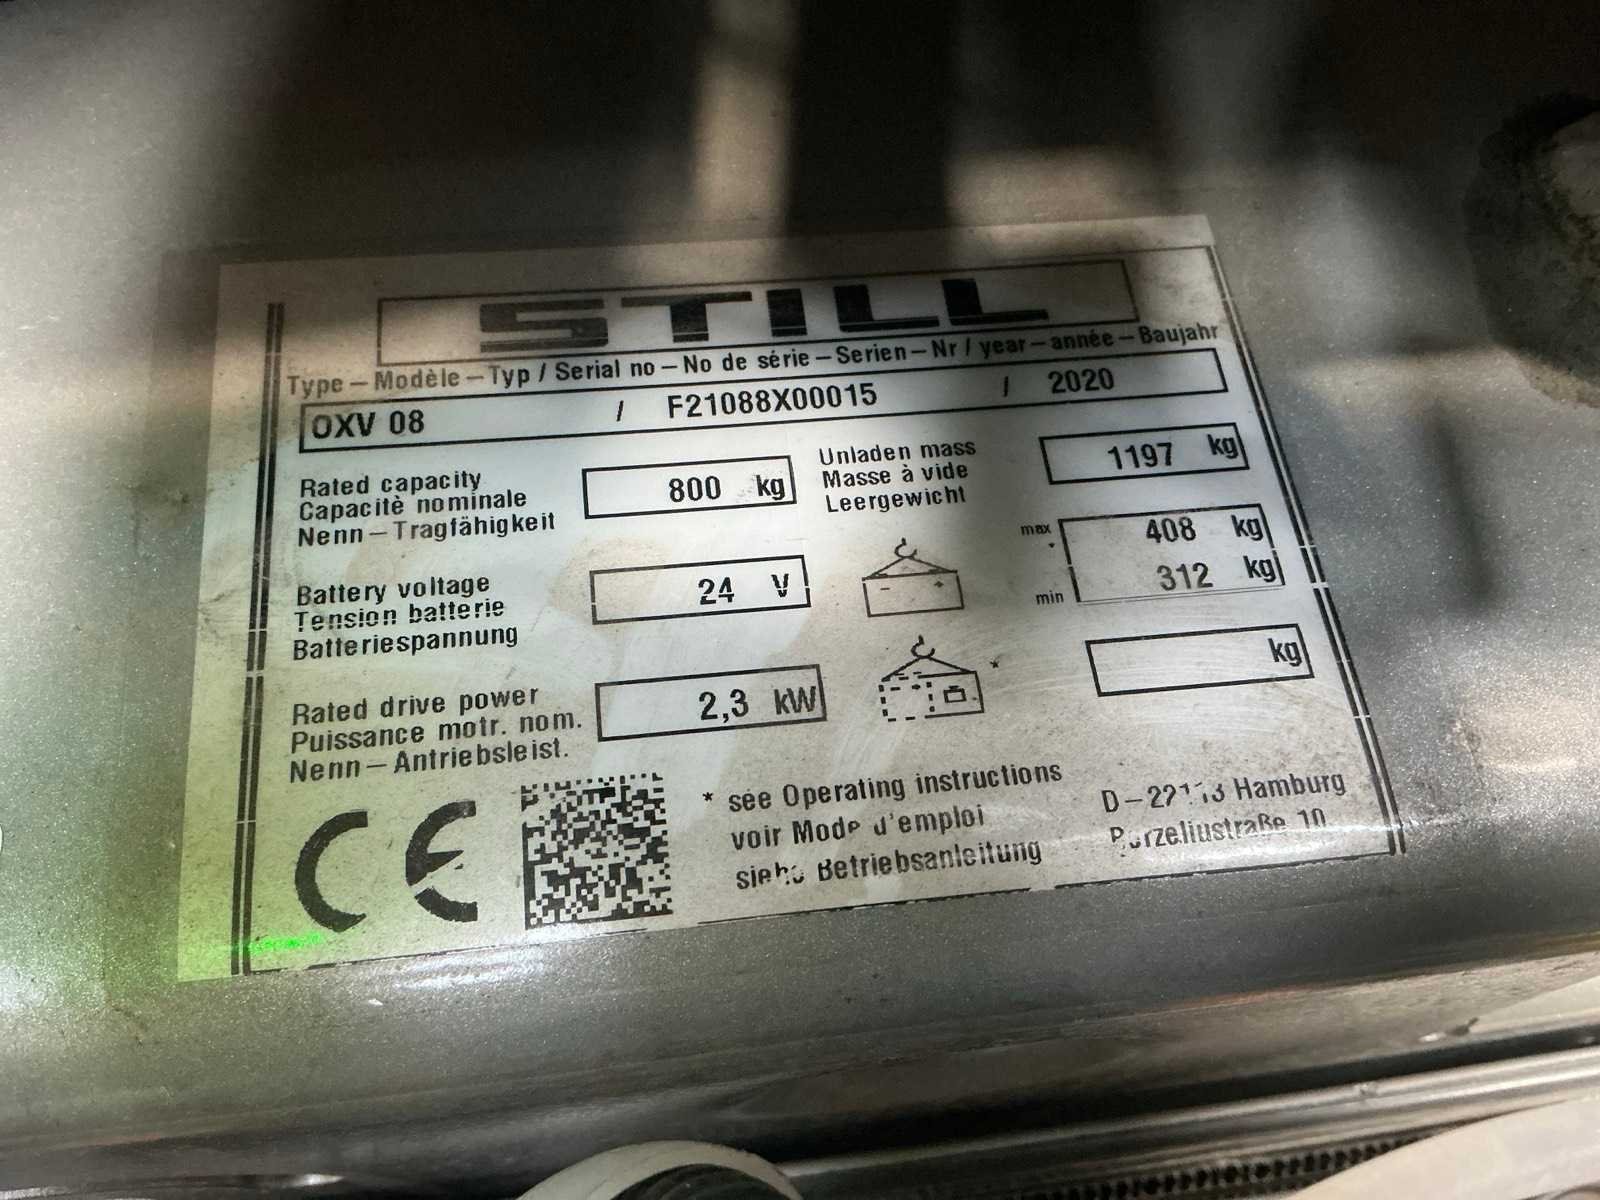 STILL
Type – Modèle – Typ / Serial no – No de série – Serien – Nr / year – année – Baujahr
OXV 08 / F21088X00015 / 2020
Rated capacity
Capacitè nominale
Nenn – Tragfähigkeit
800 kg
Unladen mass
Masse à vide
Leergewicht
1197 kg
Battery voltage
Tension batterie
Batteriespannung
24 V
- +
max 408 kg
min 312 kg
Rated drive power
Puissance motr. nom.
Nenn – Antriebsleist.
2,3 kW
*
kg
CE
* see Operating instructions
voir Mode d'emploi
siehe Betriebsanleitung
Hamburg
10